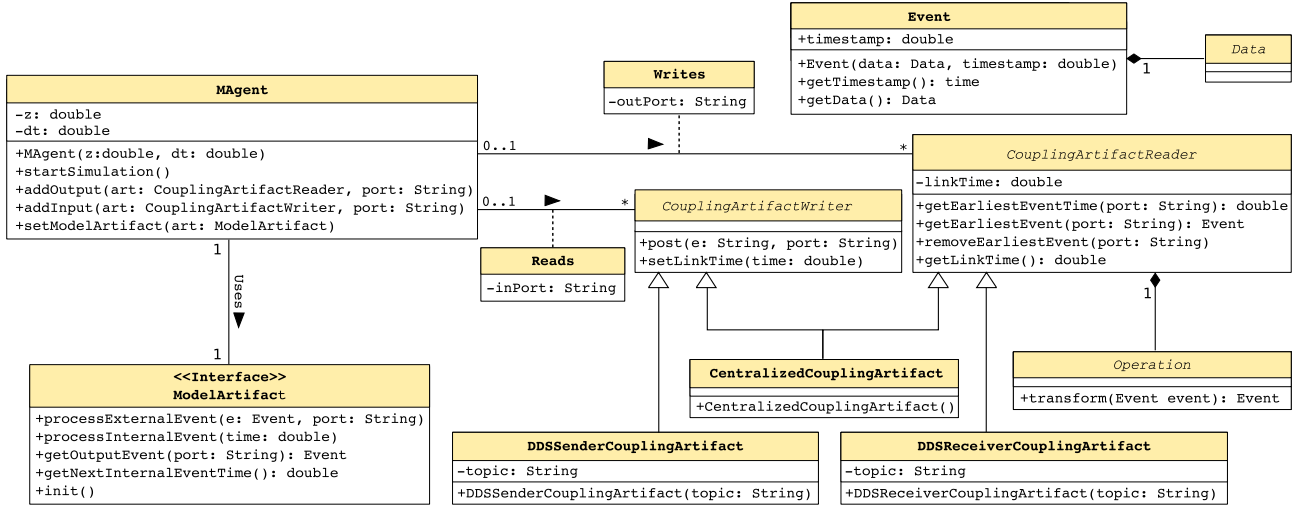 Event
+timestamp: double
+Event(data: Data, timestamp: double)
+getTimestamp(): time
+getData(): Data
1
Data
MAgent
-z: double
-dt: double
+MAgent(z:double, dt: double)
+startSimulation()
+addOutput(art: CouplingArtifactReader, port: String)
+addInput(art: CouplingArtifactWriter, port: String)
+setModelArtifact(art: ModelArtifact)
Writes
-outPort: String
0..1
*
0..1
*
Reads
-inPort: String
CouplingArtifactWriter
+post(e: String, port: String)
+setLinkTime(time: double)
CouplingArtifactReader
-linkTime: double
+getEarliestEventTime(port: String): double
+getEarliestEvent(port: String): Event
+removeEarliestEvent(port: String)
+getLinkTime(): double
1
Uses
1
1
<<Interface>>
ModelArtifact
+processExternalEvent(e: Event, port: String)
+processInternalEvent(time: double)
+getOutputEvent(port: String): Event
+getNextInternalEventTime(): double
+init()
CentralizedCouplingArtifact
+CentralizedCouplingArtifact()
Operation
+transform(Event event): Event
DDSSenderCouplingArtifact
-topic: String
+DDSSenderCouplingArtifact(topic: String)
DDSReceiverCouplingArtifact
-topic: String
+DDSReceiverCouplingArtifact(topic: String)